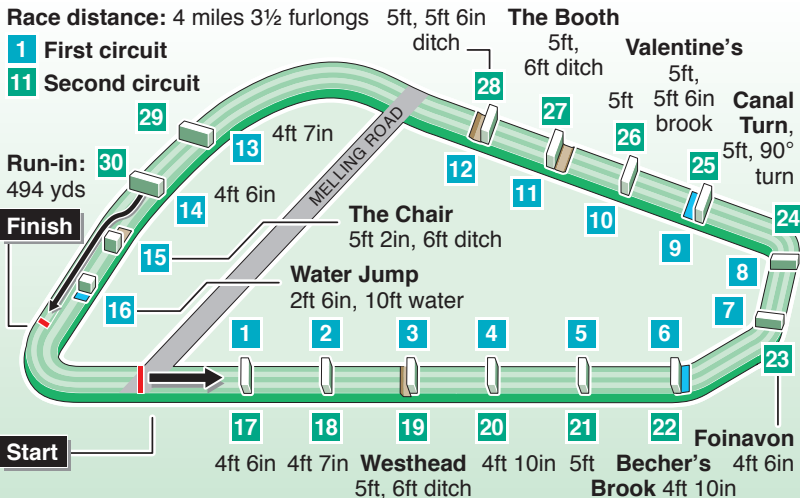 Race distance: 4 miles 3½ furlongs
1 First circuit
11 Second circuit
5ft, 5ft 6in
ditch
28
The Booth
5ft,
6ft ditch
27
5ft
26
Valentine's
5ft,
5ft 6in
brook
25
Canal
Turn,
5ft, 90°
turn
24
29
13
4ft 7in
30
Run-in:
494 yds
14
4ft 6in
Finish
15
The Chair
5ft 2in, 6ft ditch
16
Water Jump
2ft 6in, 10ft water
MELLING ROAD
12
11
10
9
8
7
1
2
3
4
5
6
23
Foinavon
4ft 6in
Start
17
4ft 6in
18
4ft 7in
19
Westhead
5ft, 6ft ditch
20
4ft 10in
21
5ft
22
Becher's
Brook 4ft 10in